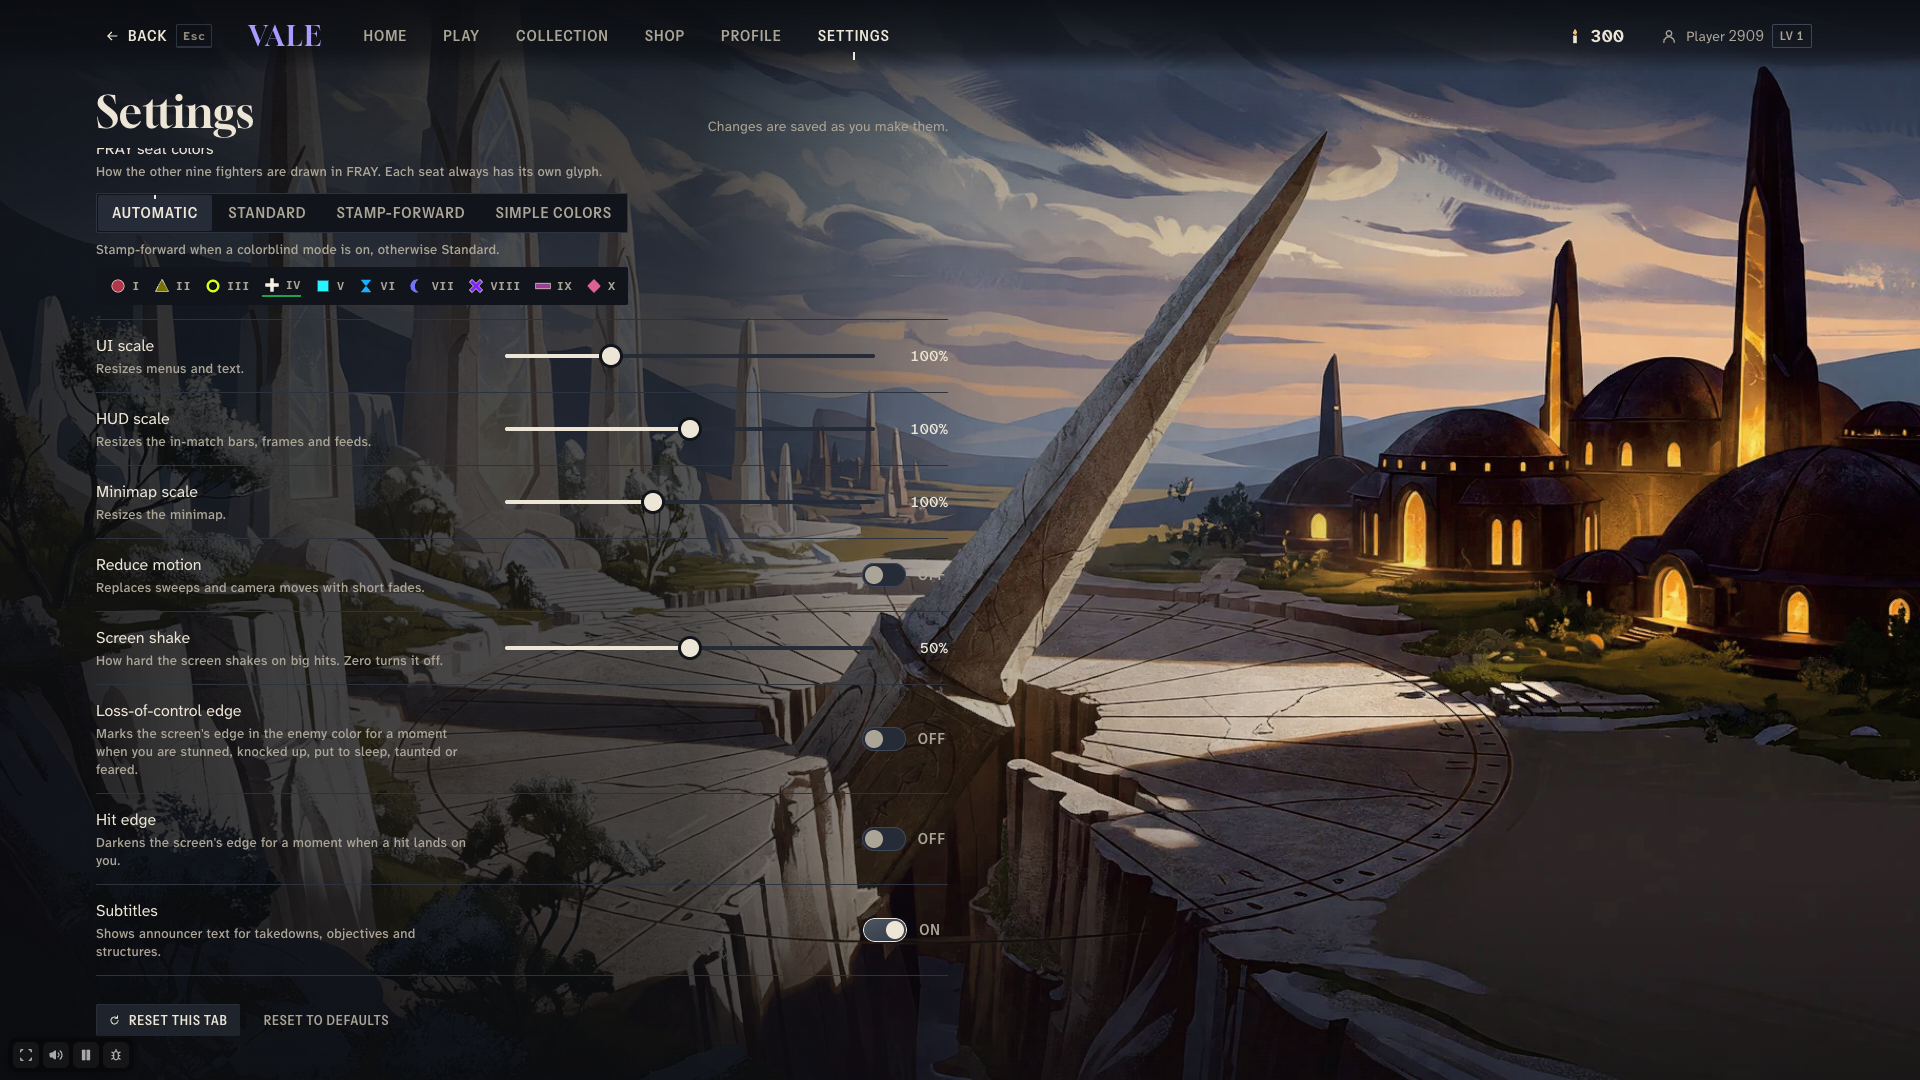 BACK Esc VALE HOME PLAY COLLECTION SHOP PROFILE SETTINGS 300 Player 2909 LV 1
Settings
Changes are saved as you make them.
FRAY seat colors
How the other nine fighters are drawn in FRAY. Each seat always has its own glyph.
AUTOMATIC STANDARD STAMP-FORWARD SIMPLE COLORS
Stamp-forward when a colorblind mode is on, otherwise Standard.
I II III IV V VI VII VIII IX X
UI scale
Resizes menus and text.
100%
HUD scale
Resizes the in-match bars, frames and feeds.
100%
Minimap scale
Resizes the minimap.
100%
Reduce motion
Replaces sweeps and camera moves with short fades.
OFF
Screen shake
How hard the screen shakes on big hits. Zero turns it off.
50%
Loss-of-control edge
Marks the screen's edge in the enemy color for a moment
when you are stunned, knocked up, put to sleep, taunted or
feared.
OFF
Hit edge
Darkens the screen's edge for a moment when a hit lands on
you.
OFF
Subtitles
Shows announcer text for takedowns, objectives and
structures.
ON
RESET THIS TAB RESET TO DEFAULTS